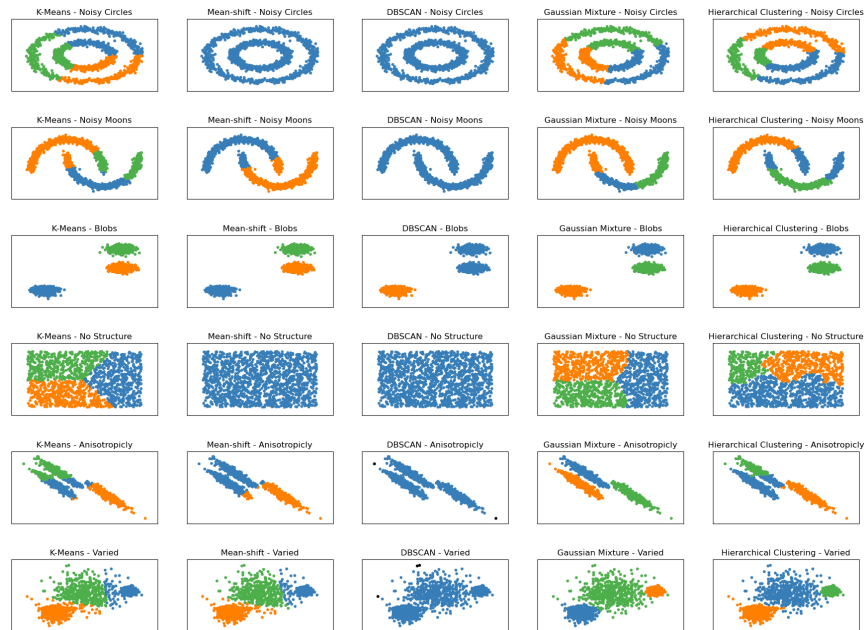 K-Means - Noisy Circles
Mean-shift - Noisy Circles
DBSCAN - Noisy Circles
Gaussian Mixture - Noisy Circles
Hierarchical Clustering - Noisy Circles
K-Means - Noisy Moons
Mean-shift - Noisy Moons
DBSCAN - Noisy Moons
Gaussian Mixture - Noisy Moons
Hierarchical Clustering - Noisy Moons
K-Means - Blobs
Mean-shift - Blobs
DBSCAN - Blobs
Gaussian Mixture - Blobs
Hierarchical Clustering - Blobs
K-Means - No Structure
Mean-shift - No Structure
DBSCAN - No Structure
Gaussian Mixture - No Structure
Hierarchical Clustering - No Structure
K-Means - Anisotropicly
Mean-shift - Anisotropicly
DBSCAN - Anisotropicly
Gaussian Mixture - Anisotropicly
Hierarchical Clustering - Anisotropicly
K-Means - Varied
Mean-shift - Varied
DBSCAN - Varied
Gaussian Mixture - Varied
Hierarchical Clustering - Varied